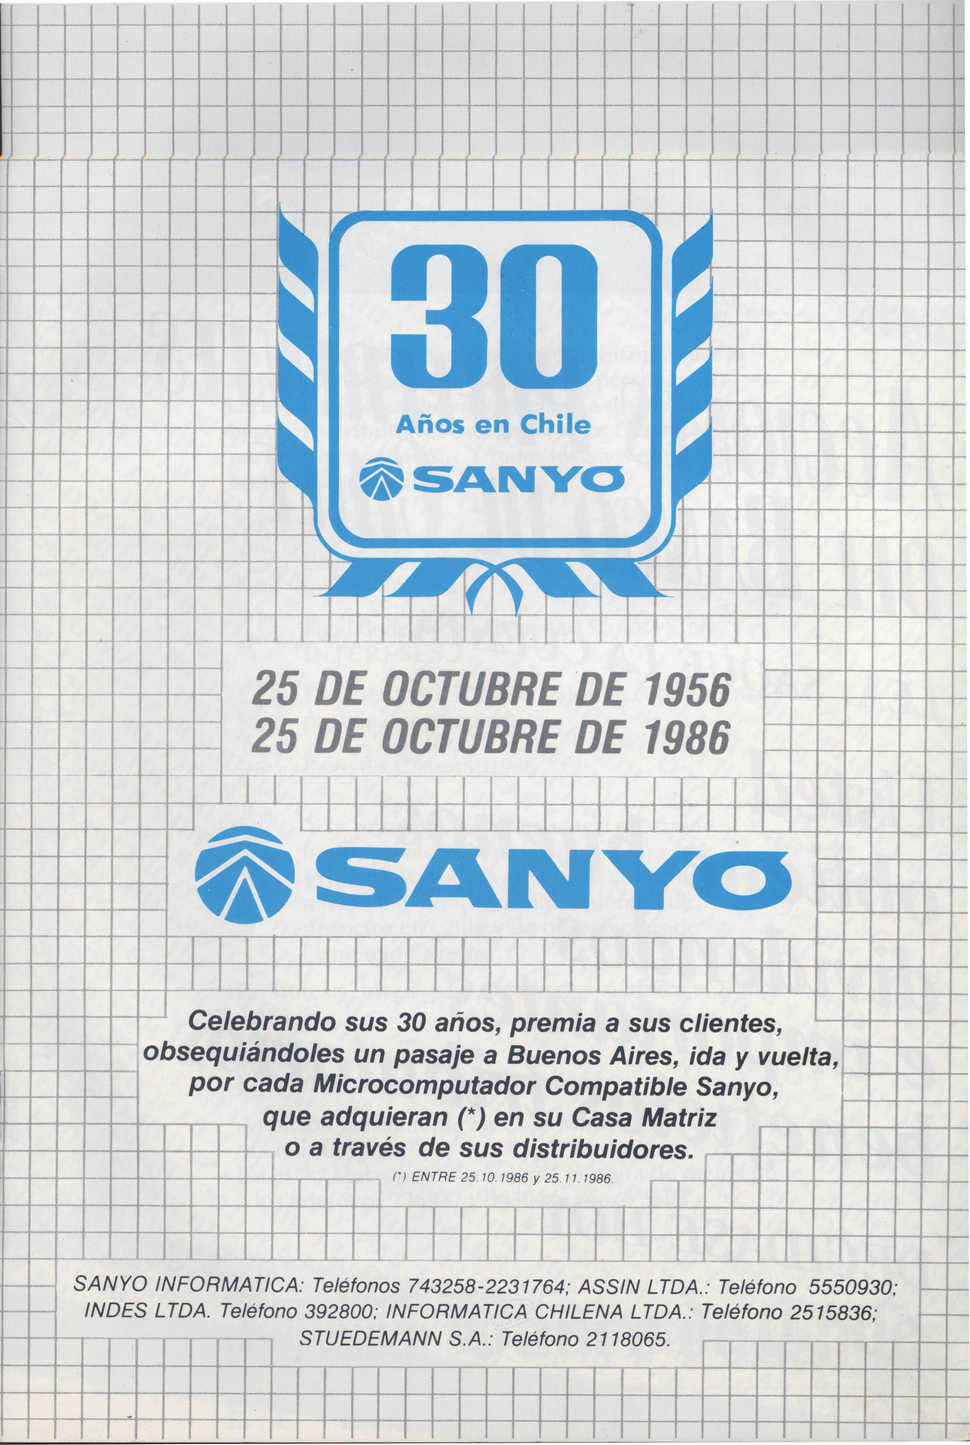 30
Años en Chile
SANYO
25 DE OCTUBRE DE 1956
25 DE OCTUBRE DE 1986
SANYO
Celebrando sus 30 años, premia a sus clientes,
obsequiándoles un pasaje a Buenos Aires, ida y vuelta,
por cada Microcomputador Compatible Sanyo,
que adquieran (*) en su Casa Matriz
o a través de sus distribuidores.
(*) ENTRE 25.10.1986 y 25.11.1986.
SANYO INFORMATICA: Teléfonos 743258-2231764; ASSIN LTDA.: Teléfono 5550930;
INDES LTDA. Teléfono 392800; INFORMATICA CHILENA LTDA.: Teléfono 2515836;
STUEDEMANN S.A.: Teléfono 2118065.